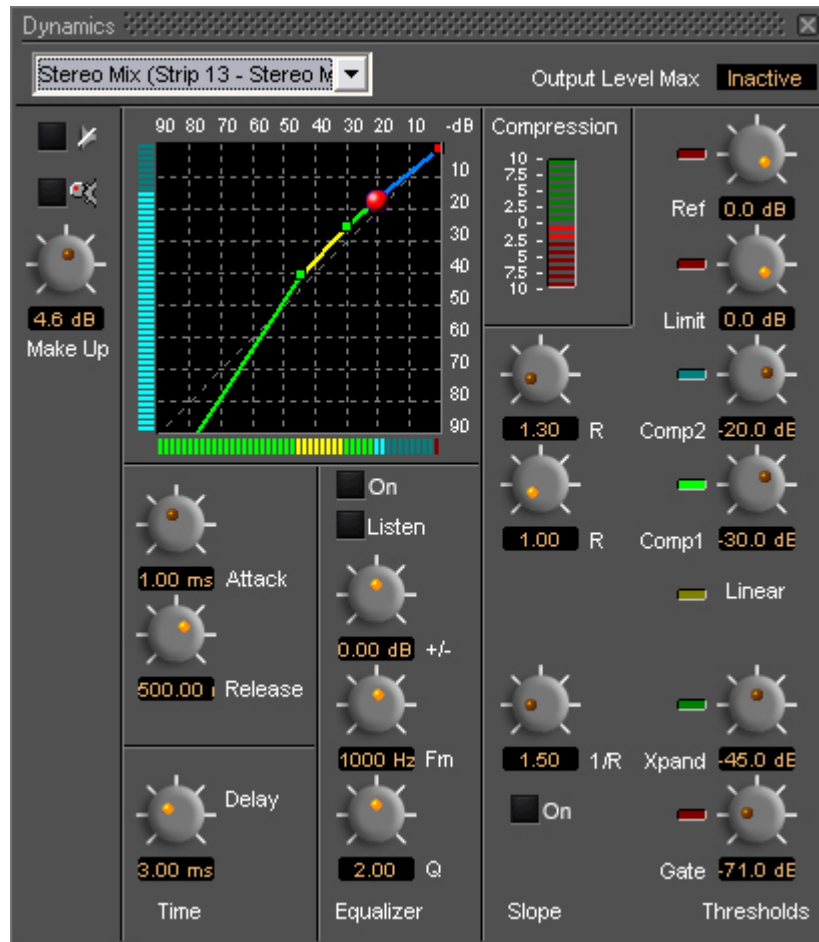 Dynamics
Stereo Mix (Strip 13 - Stereo M
Output Level Max Inactive
90 80 70 60 50 40 30 20 10 -dB
10
20
30
40
50
60
70
80
90
4.6 dB
Make Up
Compression
10
7.5
5
2.5
0
2.5
5
7.5
10
Ref 0.0 dB
Limit 0.0 dB
1.30 R Comp2 -20.0 dB
1.00 R Comp1 -30.0 dB
Linear
1.50 1/R Xpand -45.0 dB
On
Gate -71.0 dB
Slope Thresholds
1.00 ms Attack
500.00 Release
Delay
3.00 ms
Time
On
Listen
0.00 dB +/-
1000 Hz Fm
2.00 Q
Equalizer